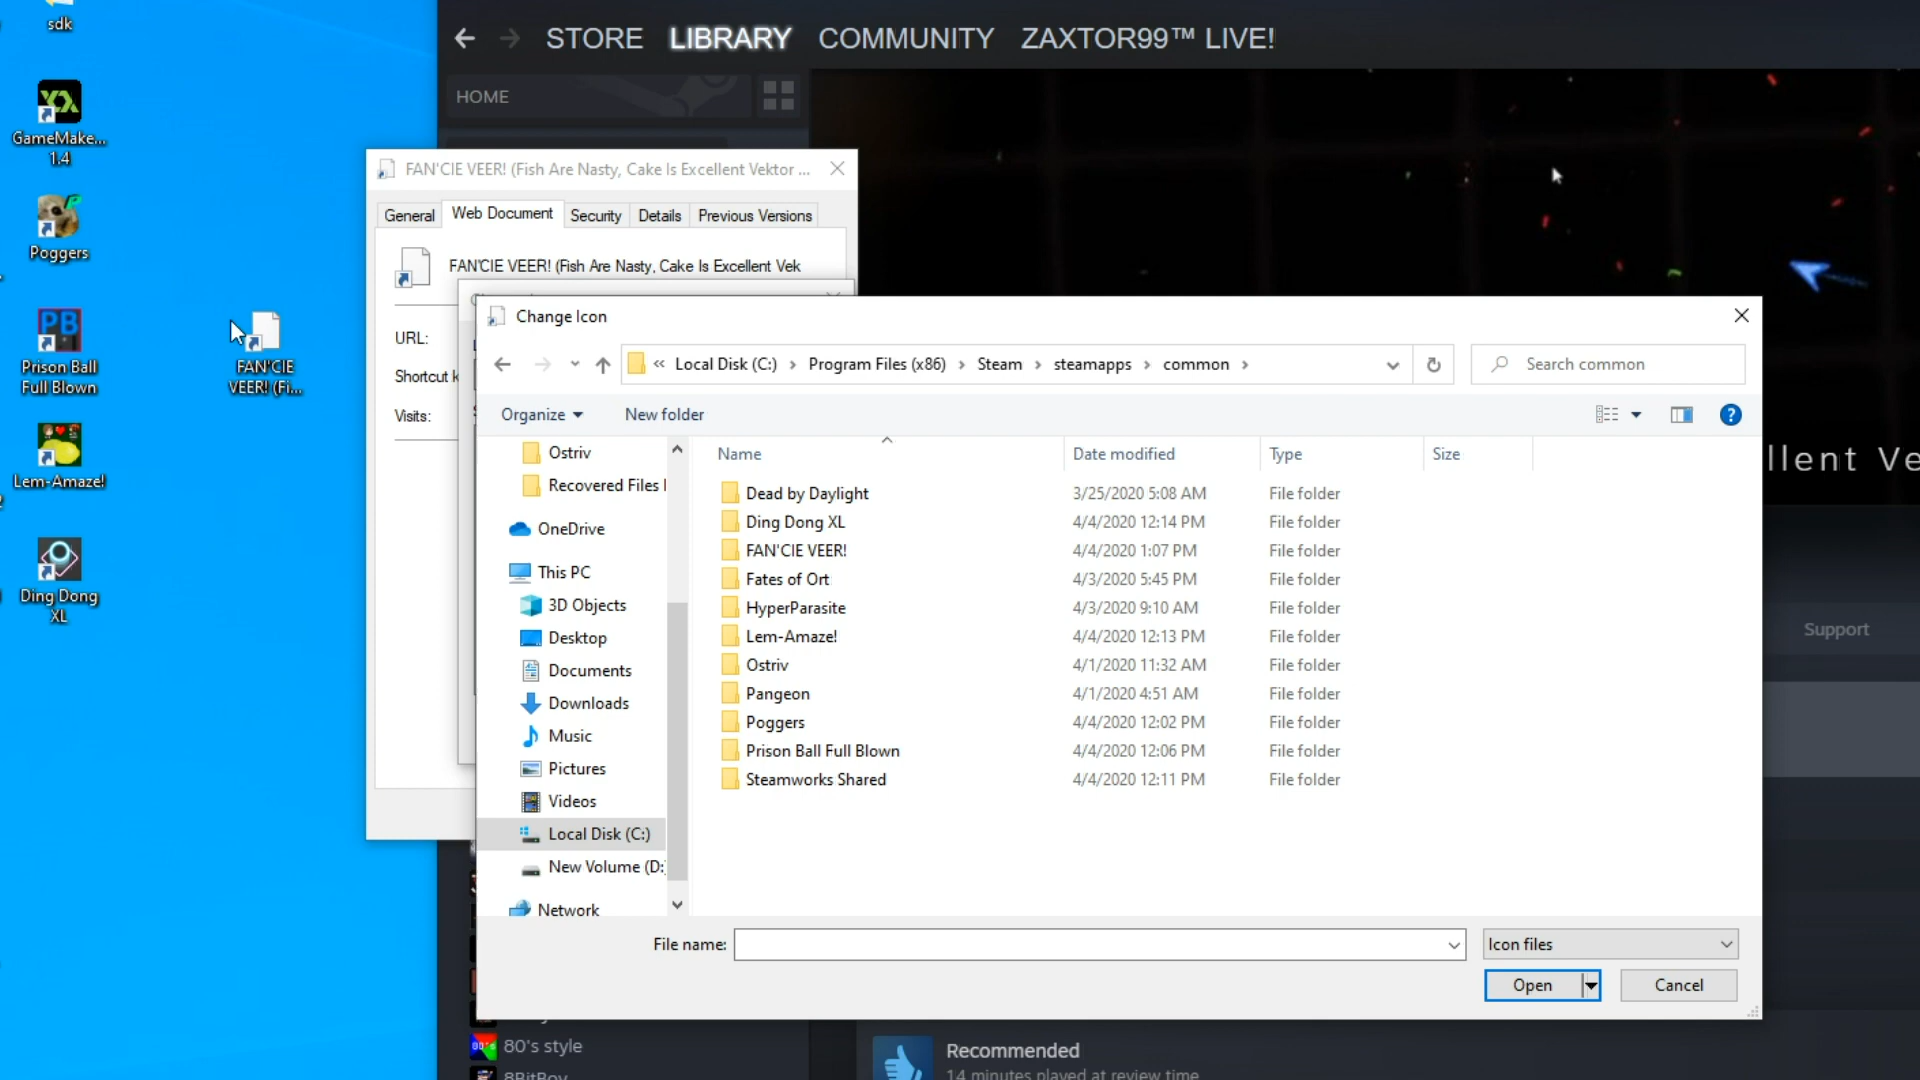 sdk
GameMake...
1.4
Poggers
Prison Ball
Full Blown
Lem-Amaze!
Ding Dong
XL
FAN'CIE
VEER! (Fi...
STORE LIBRARY COMMUNITY ZAXTOR99™ LIVE!
HOME
FAN'CIE VEER! (Fish Are Nasty, Cake Is Excellent Vektor ...
General Web Document Security Details Previous Versions
FAN'CIE VEER! (Fish Are Nasty, Cake Is Excellent Vek
URL:
Shortcut k
Visits:
Change Icon
« Local Disk (C:) › Program Files (x86) › Steam › steamapps › common ›
Search common
Organize New folder
Ostriv
Recovered Files
OneDrive
This PC
3D Objects
Desktop
Documents
Downloads
Music
Pictures
Videos
Local Disk (C:)
New Volume (D:
Network
Name Date modified Type Size
Dead by Daylight 3/25/2020 5:08 AM File folder
Ding Dong XL 4/4/2020 12:14 PM File folder
FAN'CIE VEER! 4/4/2020 1:07 PM File folder
Fates of Ort 4/3/2020 5:45 PM File folder
HyperParasite 4/3/2020 9:10 AM File folder
Lem-Amaze! 4/4/2020 12:13 PM File folder
Ostriv 4/1/2020 11:32 AM File folder
Pangeon 4/1/2020 4:51 AM File folder
Poggers 4/4/2020 12:02 PM File folder
Prison Ball Full Blown 4/4/2020 12:06 PM File folder
Steamworks Shared 4/4/2020 12:11 PM File folder
File name:
Icon files
Open Cancel
llent Ve
Support
80's style
8BitBoy
Recommended
14 minutes played at review time